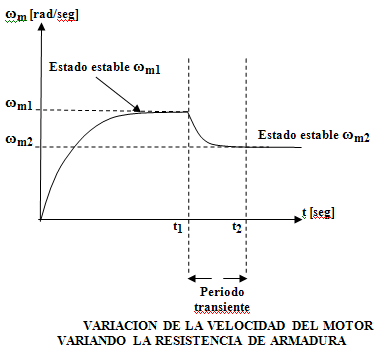 ωm [rad/seg]
Estado estable ωm1
ωm1
ωm2
Estado estable ωm2
t [seg]
t1
t2
Periodo
transiente
VARIACION DE LA VELOCIDAD DEL MOTOR
VARIANDO LA RESISTENCIA DE ARMADURA